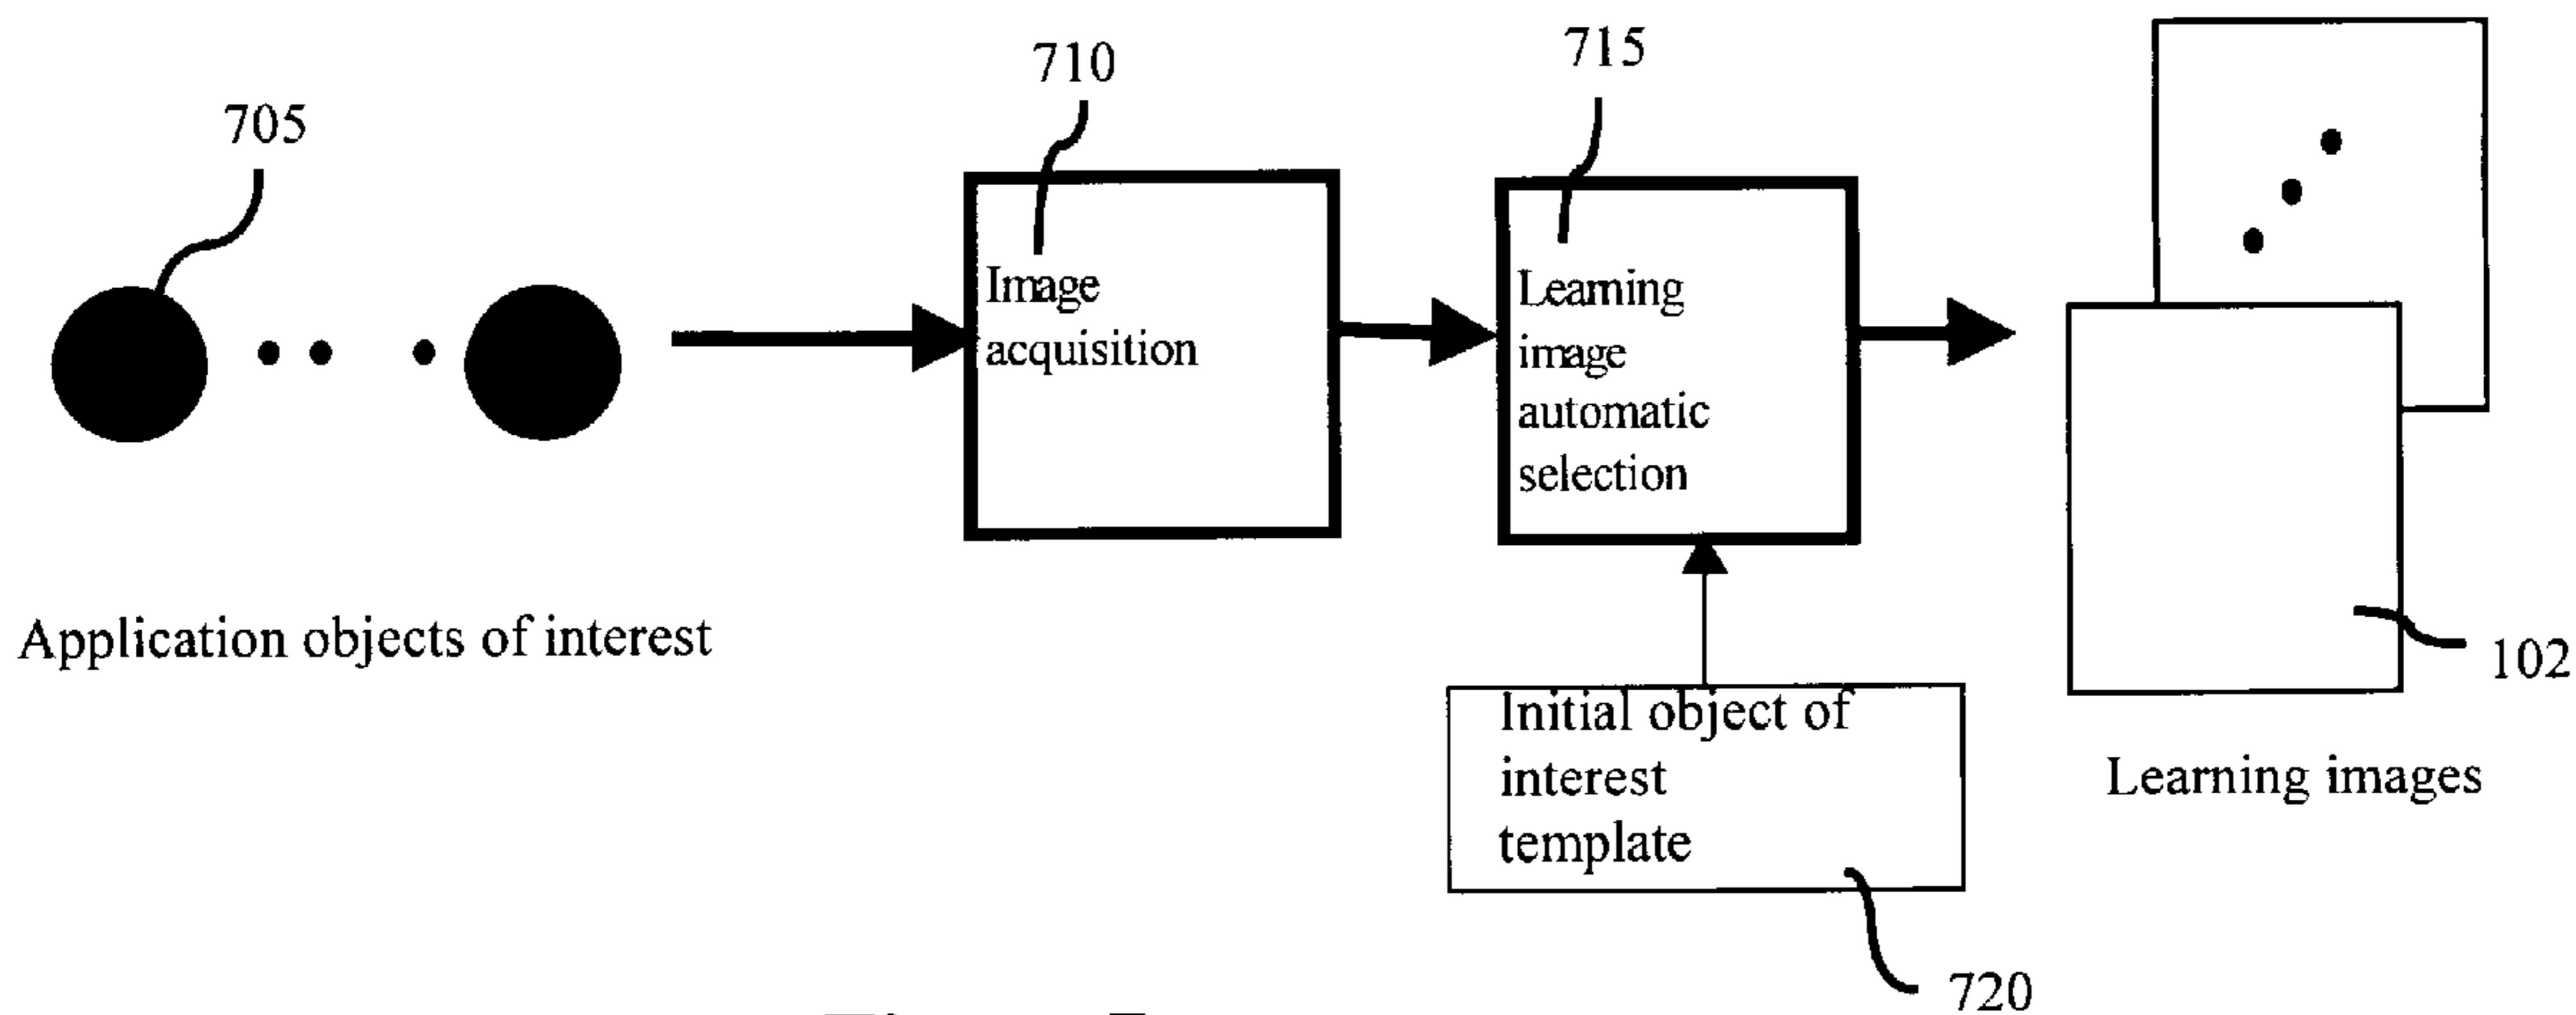 705
710
715
Image
acquisition
Learning
image
automatic
selection
Application objects of interest
102
Initial object of
interest
template
Learning images
720